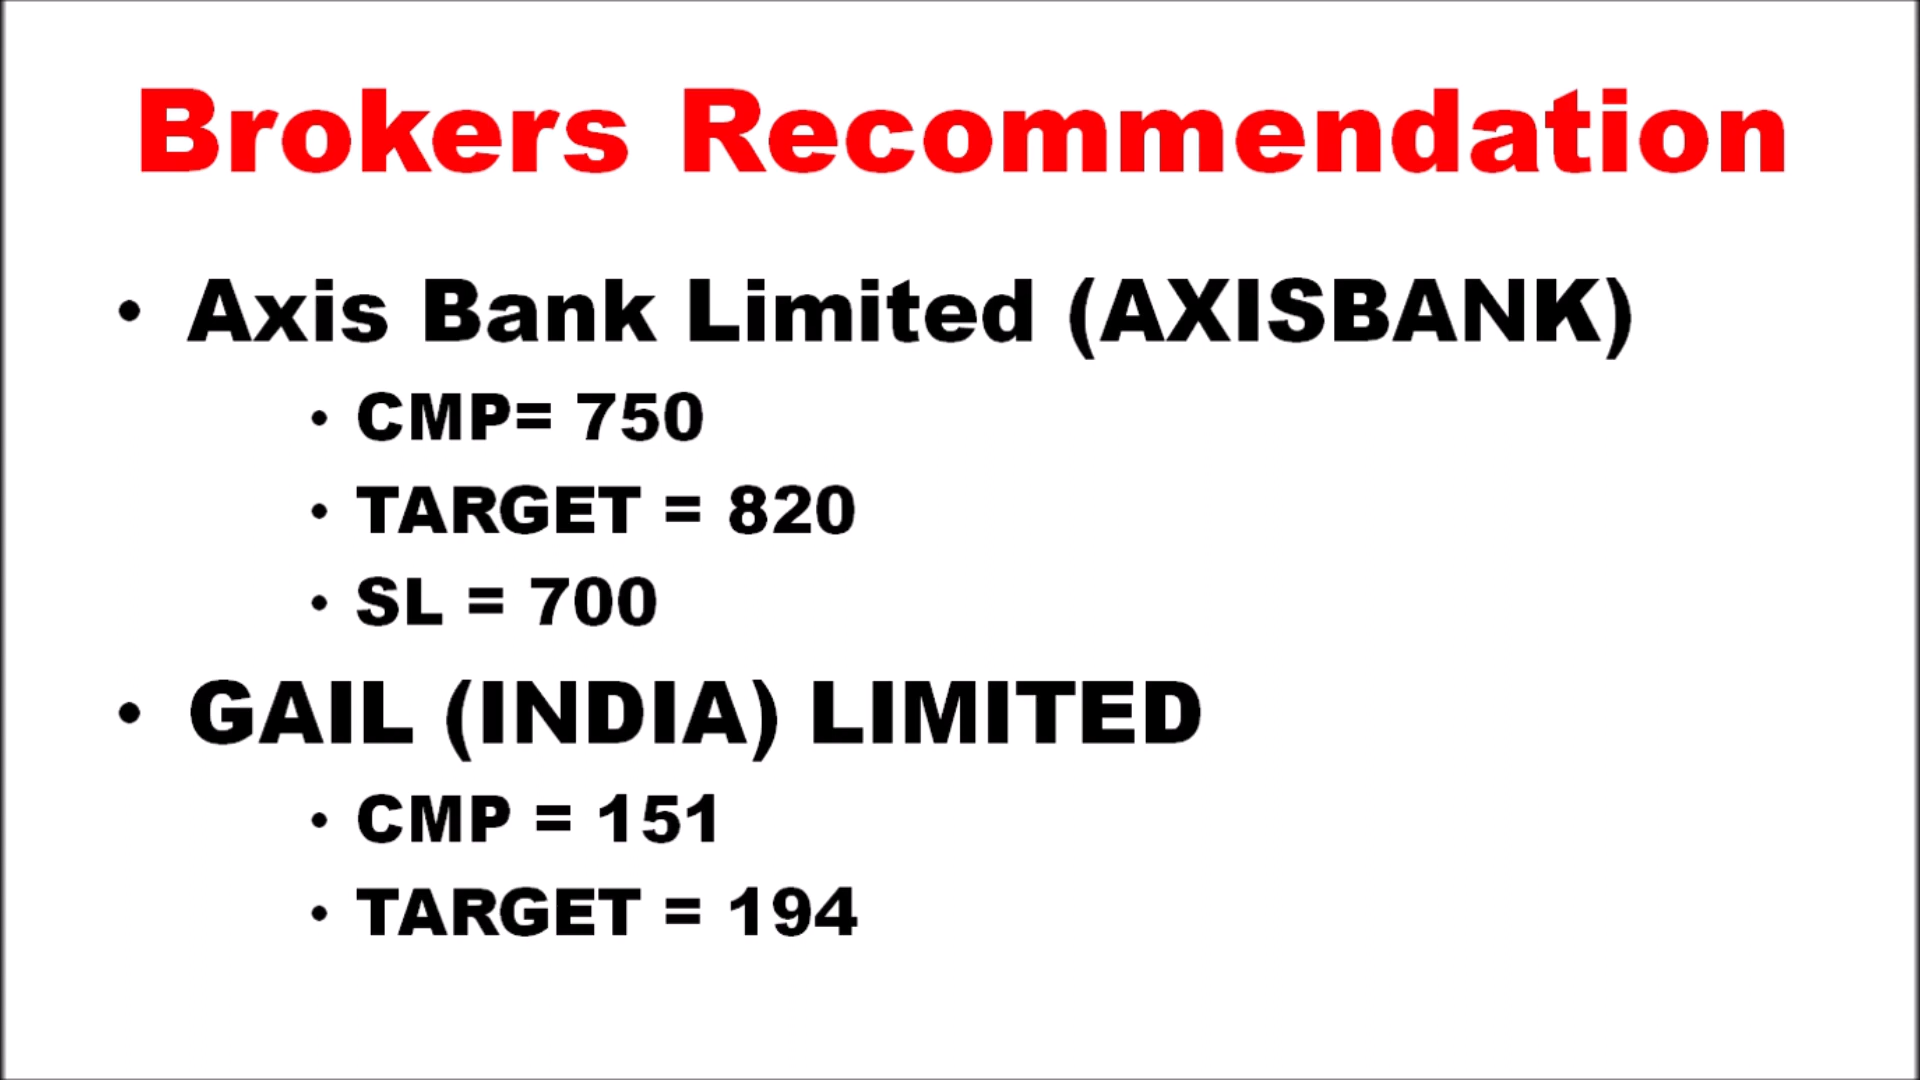 Brokers Recommendation
• Axis Bank Limited (AXISBANK)
• CMP= 750
• TARGET = 820
• SL = 700
• GAIL (INDIA) LIMITED
• CMP = 151
• TARGET = 194